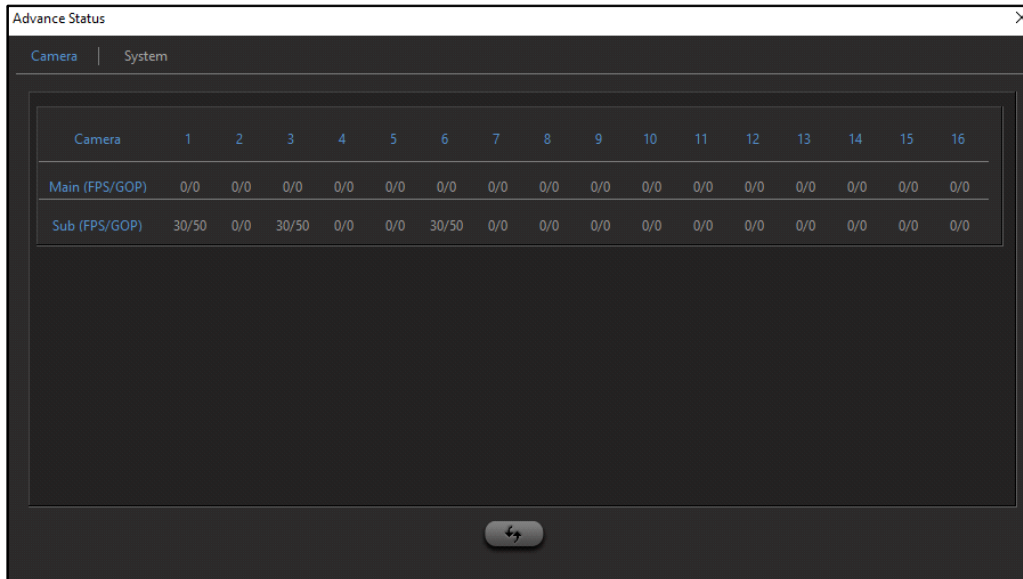 Advance Status
Camera | System
Camera 1 2 3 4 5 6 7 8 9 10 11 12 13 14 15 16
Main (FPS/GOP) 0/0 0/0 0/0 0/0 0/0 0/0 0/0 0/0 0/0 0/0 0/0 0/0 0/0 0/0 0/0 0/0
Sub (FPS/GOP) 30/50 0/0 30/50 0/0 0/0 30/50 0/0 0/0 0/0 0/0 0/0 0/0 0/0 0/0 0/0 0/0